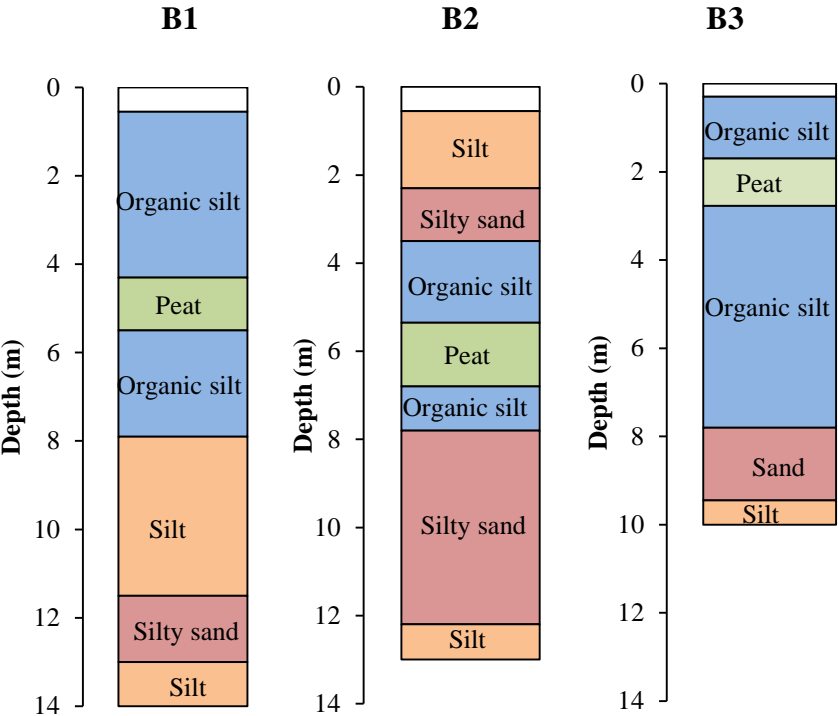 B1
0
2
4
6
8
10
12
14
Depth (m)
Organic silt
Peat
Organic silt
Silt
Silty sand
Silt
B2
0
2
4
6
8
10
12
14
Depth (m)
Silt
Silty sand
Organic silt
Peat
Organic silt
Silty sand
Silt
B3
0
2
4
6
8
10
12
14
Depth (m)
Organic silt
Peat
Organic silt
Sand
Silt